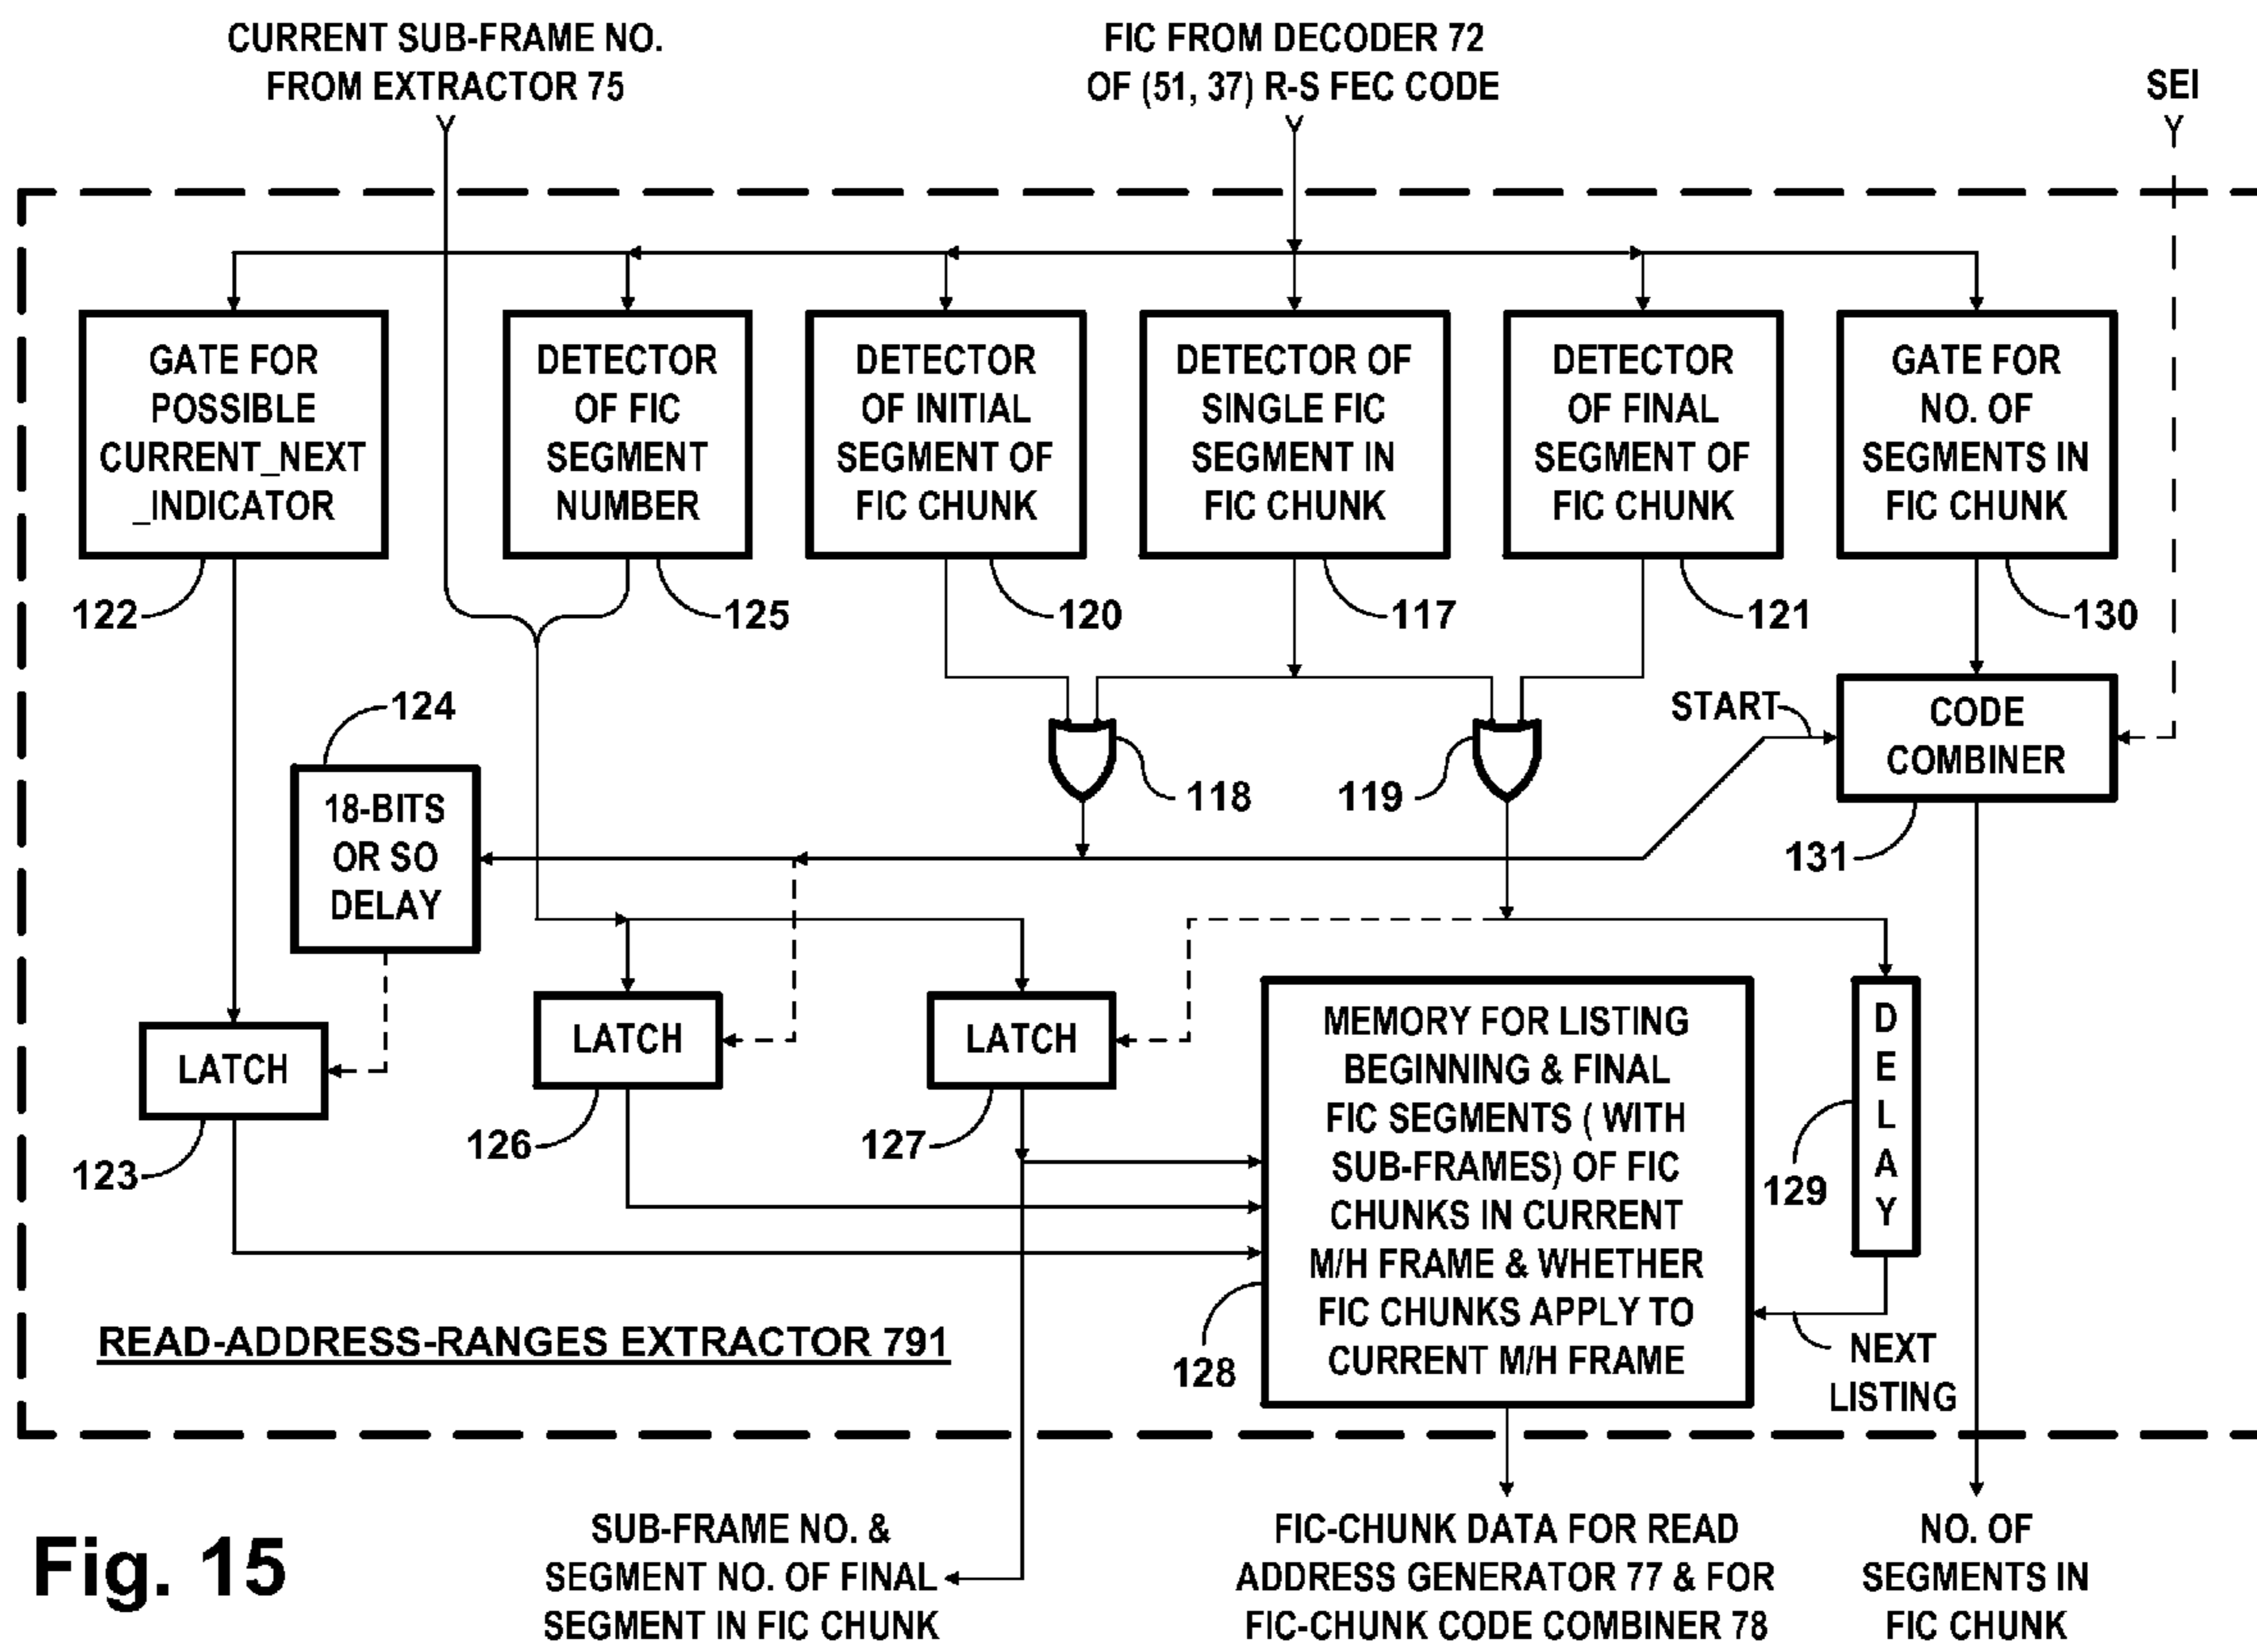 CURRENT SUB-FRAME NO.
FROM EXTRACTOR 75
FIC FROM DECODER 72
OF (51, 37) R-S FEC CODE
SEI
GATE FOR
POSSIBLE
CURRENT_NEXT
_INDICATOR
DETECTOR
OF FIC
SEGMENT
NUMBER
DETECTOR
OF INITIAL
SEGMENT OF
FIC CHUNK
DETECTOR OF
SINGLE FIC
SEGMENT IN
FIC CHUNK
DETECTOR
OF FINAL
SEGMENT OF
FIC CHUNK
GATE FOR
NO. OF
SEGMENTS IN
FIC CHUNK
122
125
120
117
121
130
124
START
CODE
COMBINER
18-BITS
OR SO
DELAY
118
119
131
LATCH
LATCH
LATCH
MEMORY FOR LISTING
BEGINNING & FINAL
FIC SEGMENTS ( WITH
SUB-FRAMES) OF FIC
CHUNKS IN CURRENT
M/H FRAME & WHETHER
FIC CHUNKS APPLY TO
CURRENT M/H FRAME
DELAY
123
126
127
129
128
READ-ADDRESS-RANGES EXTRACTOR 791
NEXT
LISTING
Fig. 15
SUB-FRAME NO. &
SEGMENT NO. OF FINAL
SEGMENT IN FIC CHUNK
FIC-CHUNK DATA FOR READ
ADDRESS GENERATOR 77 & FOR
FIC-CHUNK CODE COMBINER 78
NO. OF
SEGMENTS IN
FIC CHUNK